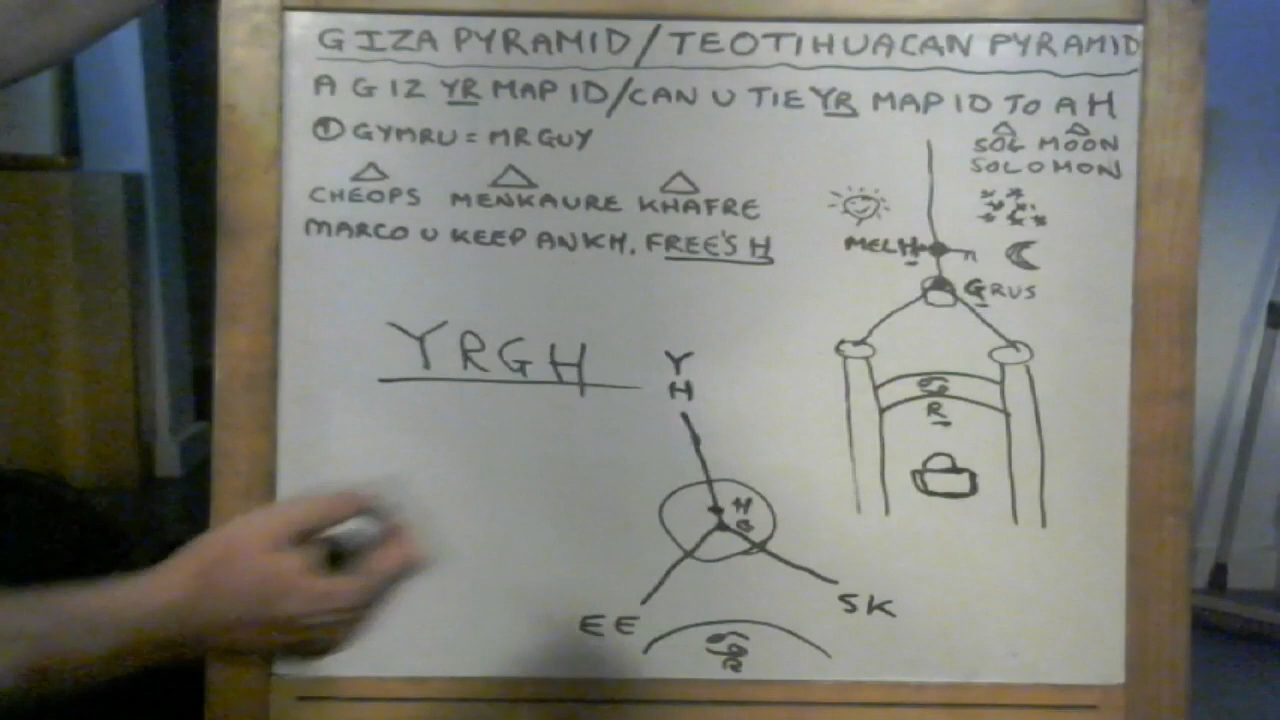 GIZA PYRAMID/TEOTIHUACAN PYRAMID
A GIZ YR MAP ID/CAN U TIE YR MAP ID TO A H
① GYMRU = MR GUY
SOL MOON
SOLOMON
CHEOPS MENKAURE KHAFRE
MARCO U KEEP ANKH. FREE'S H
MELH
GRUS
YRGH
Y
H
R
H
EE
SK